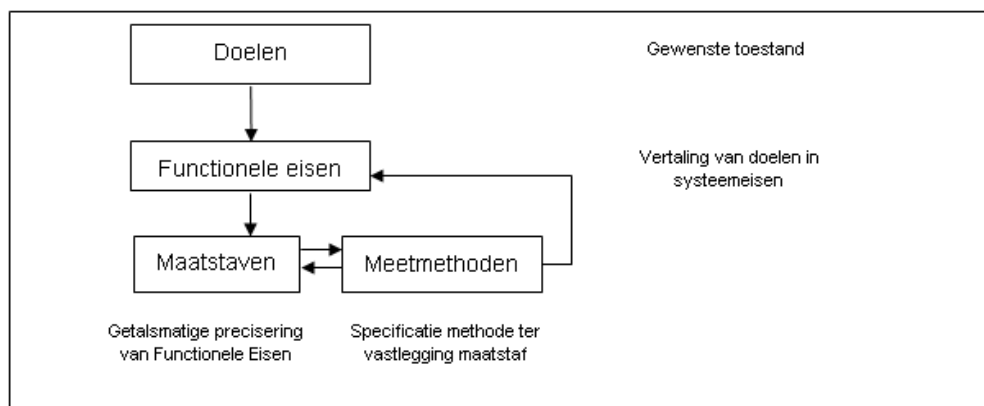 Doelen
Gewenste toestand
Functionele eisen
Vertaling van doelen in
systeemeisen
Maatstaven
Meetmethoden
Getalsmatige precisering
van Functionele Eisen
Specificatie methode ter
vastlegging maatstaf